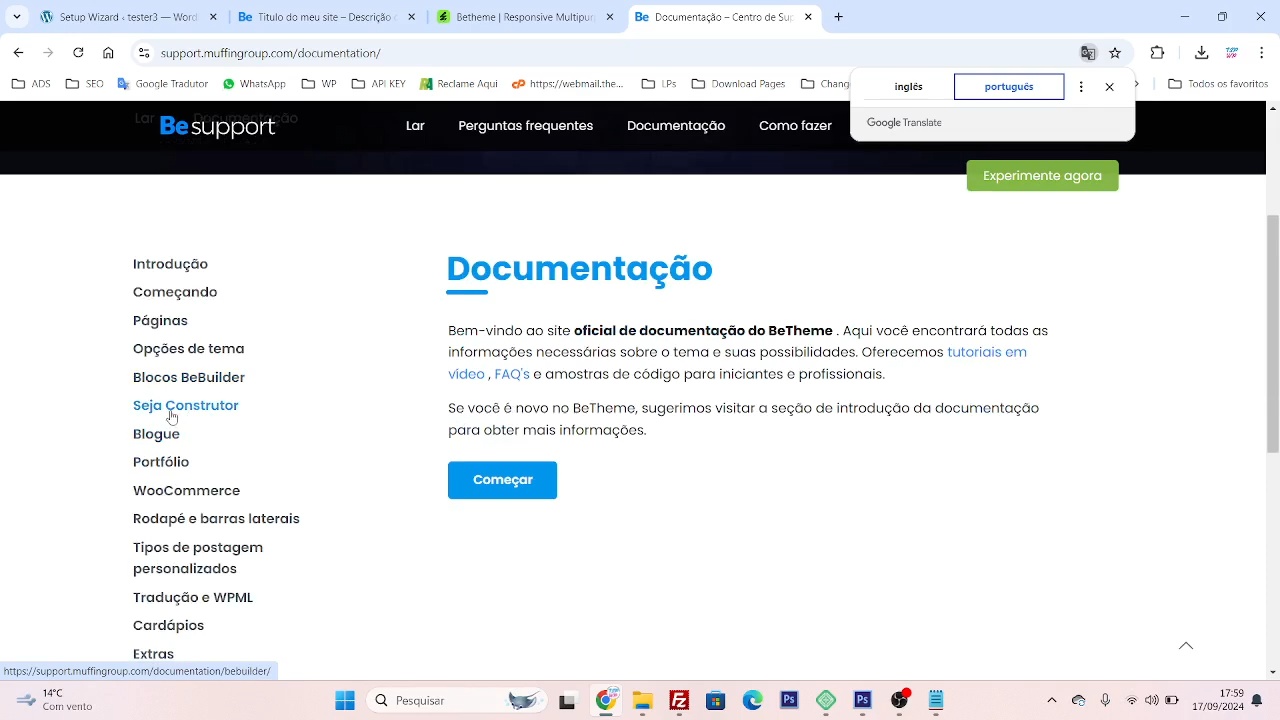 Setup Wizard - teste3 — Word
Título do meu setup – Descrição
Betheme | Responsive Multipur
Documentação – Centro de Sup
support.muffingroup.com/documentation/
ADS
SEO
Google Tradutor
WhatsApp
WP
API KEY
Reclame Aqui
https://webmail.the...
LPs
Download Pages
Chang
Todos os favoritos
inglês
português
Google Translate
Lar
Documentação
Be support
Lar
Perguntas frequentes
Documentação
Como fazer
Experimente agora
Introdução
Começando
Páginas
Opções de tema
Blocos BeBuilder
Seja Construtor
Blogue
Portfólio
WooCommerce
Rodapé e barras laterais
Tipos de postagem
personalizados
Tradução e WPML
Cardápios
Extras
Documentação
Bem-vindo ao site oficial de documentação do BeTheme . Aqui você encontrará todas as
informações necessárias sobre o tema e suas possibilidades. Oferecemos tutoriais em
vídeo , FAQ's e amostras de código para iniciantes e profissionais.
Se você é novo no BeTheme, sugerimos visitar a seção de introdução da documentação
para obter mais informações.
Começar
https://support.muffingroup.com/documentation/bebuilder/
14°C
Com vento
Pesquisar
17:59
17/09/2024